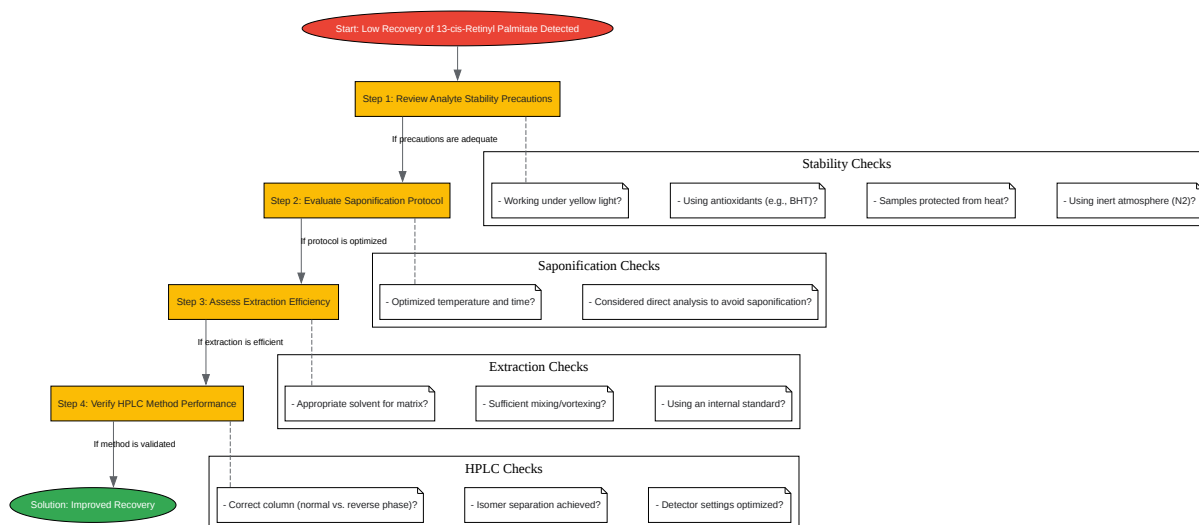 Start: Low Recovery of 13-cis-Retinyl Palmitate Detected
Step 1: Review Analyte Stability Precautions
If precautions are adequate
Stability Checks
Step 2: Evaluate Saponification Protocol
- Working under yellow light?
- Using antioxidants (e.g., BHT)?
- Samples protected from heat?
- Using inert atmosphere (N2)?
If protocol is optimized
Saponification Checks
Step 3: Assess Extraction Efficiency
- Optimized temperature and time?
- Considered direct analysis to avoid saponification?
If extraction is efficient
Extraction Checks
Step 4: Verify HPLC Method Performance
- Appropriate solvent for matrix?
- Sufficient mixing/vortexing?
- Using an internal standard?
If method is validated
HPLC Checks
Solution: Improved Recovery
- Correct column (normal vs. reverse phase)?
- Isomer separation achieved?
- Detector settings optimized?